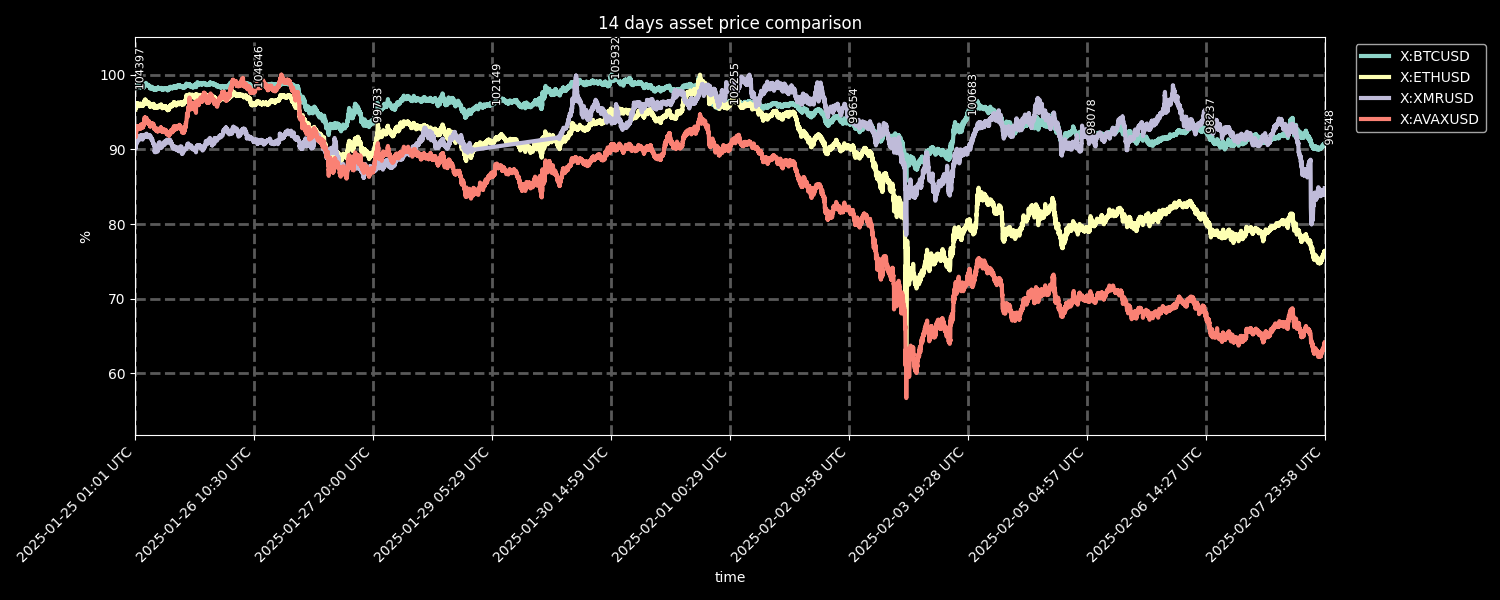 14 days asset price comparison
X:BTCUSD
X:ETHUSD
X:XMRUSD
X:AVAXUSD
100
90
80
70
60
%
104397
104646
102149
105932
102255
99654
100683
98078
98237
96548
2025-01-25 01:01 UTC
2025-01-26 10:30 UTC
2025-01-27 20:00 UTC
2025-01-29 05:29 UTC
2025-01-30 14:59 UTC
2025-02-01 00:29 UTC
2025-02-02 09:58 UTC
2025-02-03 19:28 UTC
2025-02-05 04:57 UTC
2025-02-06 14:27 UTC
2025-02-07 23:58 UTC
time